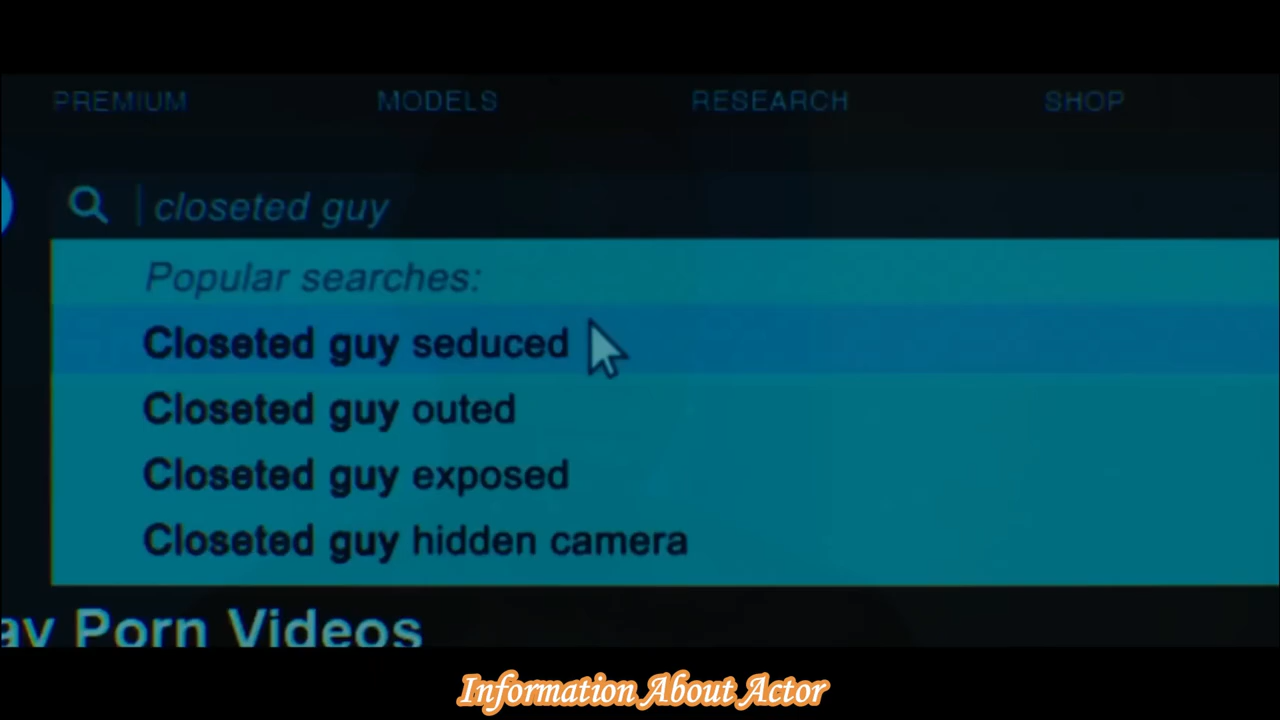 PREMIUM MODELS RESEARCH SHOP
closeted guy
Popular searches:
Closeted guy seduced
Closeted guy outed
Closeted guy exposed
Closeted guy hidden camera
ay Porn Videos
Information About Actor